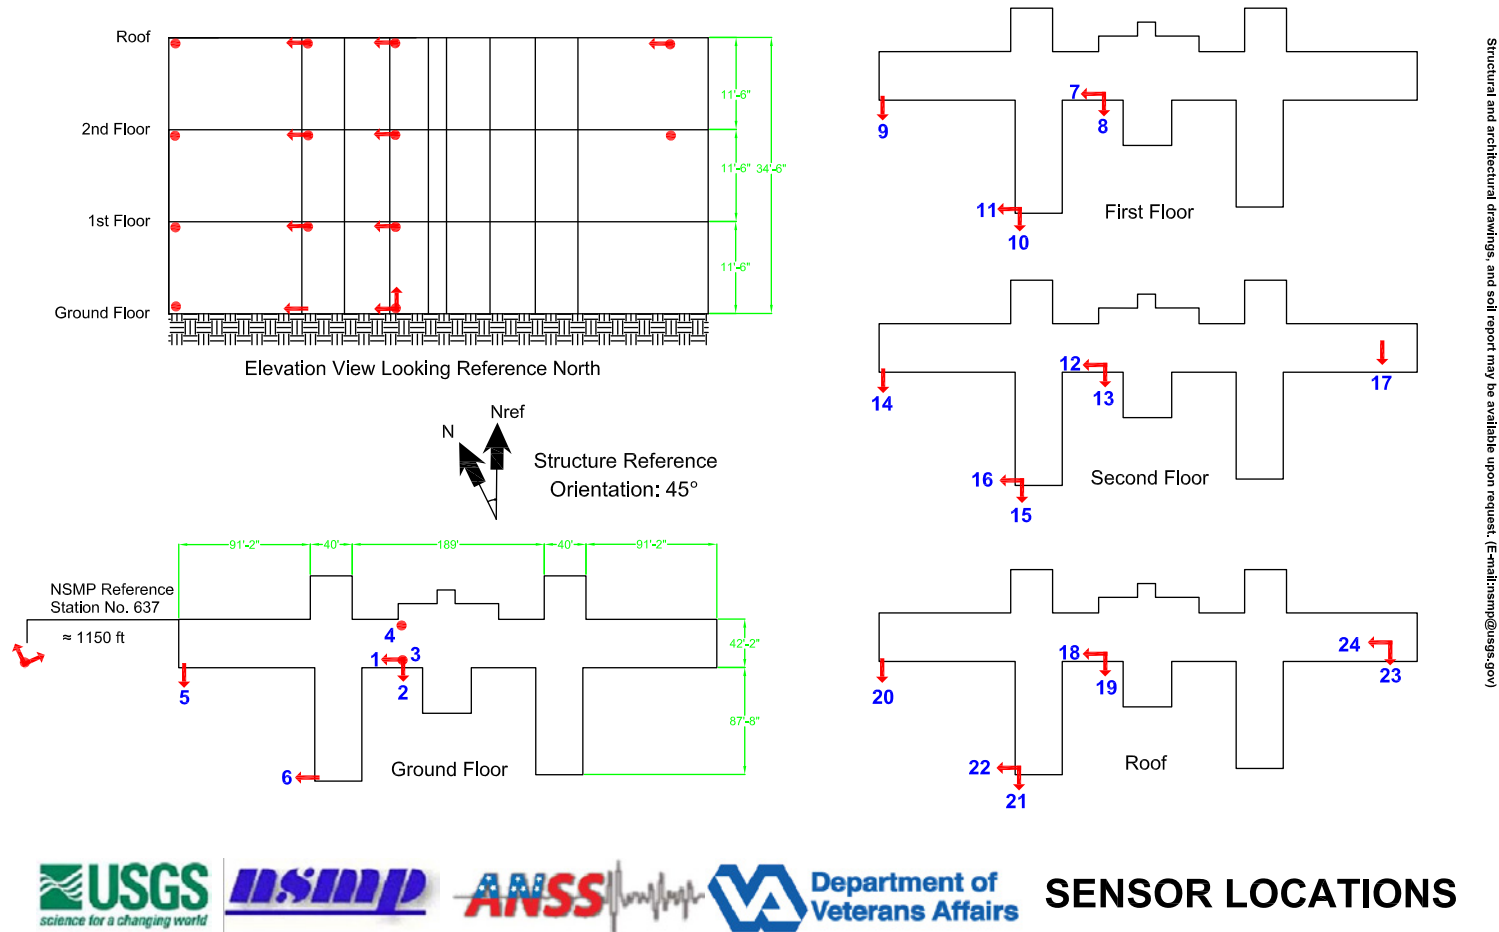 Roof
2nd Floor
1st Floor
Ground Floor
11'-6"
11'-6"
34'-6"
11'-6"
Elevation View Looking Reference North
N
Nref
Structure Reference
Orientation: 45°
NSMP Reference
Station No. 637
≈ 1150 ft
91'-2"
40'
189'
40'
91'-2"
42'-2"
87'-8"
4
1
3
2
5
6
Ground Floor
7
8
9
11
10
First Floor
12
13
14
17
16
15
Second Floor
18
19
20
24
23
22
21
Roof
Structural and architectural drawings, and soil report may be available upon request. (E-mail:nsmp@usgs.gov)
USGS
science for a changing world
nsmp
ANSS
VA
Department of
Veterans Affairs
SENSOR LOCATIONS